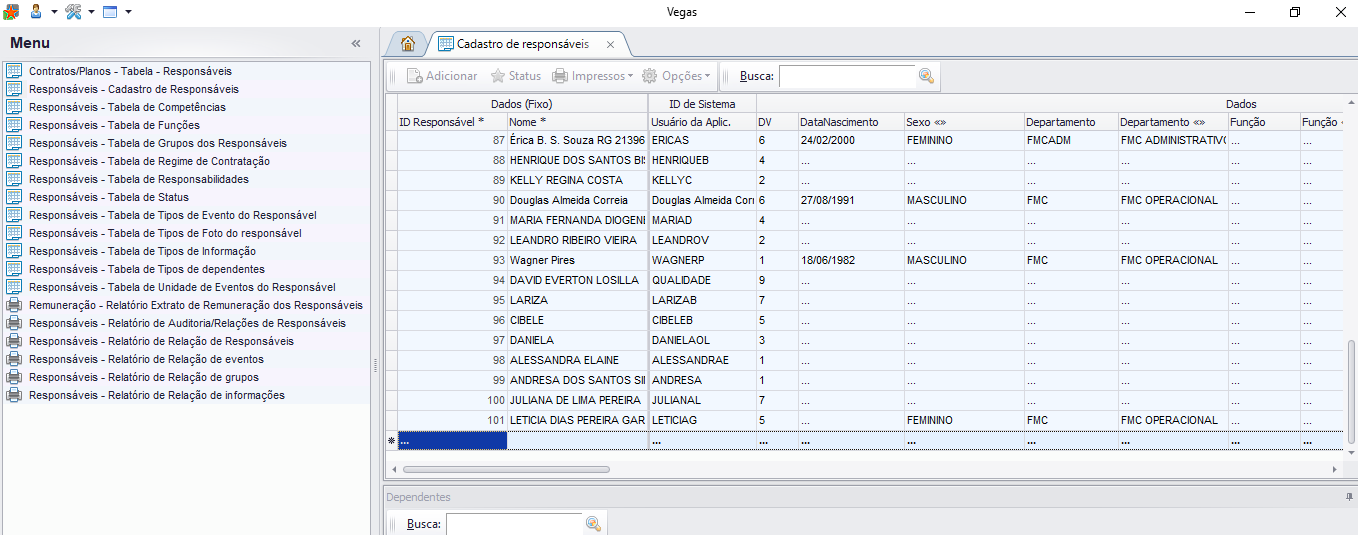 Vegas
Menu «
Contratos/Planos - Tabela - Responsáveis
Responsáveis - Cadastro de Responsáveis
Responsáveis - Tabela de Competências
Responsáveis - Tabela de Funções
Responsáveis - Tabela de Grupos dos Responsáveis
Responsáveis - Tabela de Regime de Contratação
Responsáveis - Tabela de Responsabilidades
Responsáveis - Tabela de Status
Responsáveis - Tabela de Tipos de Evento do Responsável
Responsáveis - Tabela de Tipos de Foto do responsável
Responsáveis - Tabela de Tipos de Informação
Responsáveis - Tabela de Tipos de dependentes
Responsáveis - Tabela de Unidade de Eventos do Responsável
Remuneração - Relatório Extrato de Remuneração dos Responsáveis
Responsáveis - Relatório de Auditoria/Relações de Responsáveis
Responsáveis - Relatório de Relação de Responsáveis
Responsáveis - Relatório de Relação de eventos
Responsáveis - Relatório de Relação de grupos
Responsáveis - Relatório de Relação de informações
Cadastro de responsáveis
Adicionar Status Impressos Opções Busca:
Dados (Fixo) ID de Sistema Dados
ID Responsável * Nome * Usuário da Aplic. DV DataNascimento Sexo «» Departamento Departamento «» Função Função «
87 Érica B. S. Souza RG 21396 ERICAS 6 24/02/2000 FEMININO FMCADM FMC ADMINISTRATIVO ... ...
88 HENRIQUE DOS SANTOS BIS HENRIQUEB 4 ... ... ... ... ... ...
89 KELLY REGINA COSTA KELLYC 2 ... ... ... ... ... ...
90 Douglas Almeida Correia Douglas Almeida Corr 6 27/08/1991 MASCULINO FMC FMC OPERACIONAL ... ...
91 MARIA FERNANDA DIOGENE MARIAD 4 ... ... ... ... ... ...
92 LEANDRO RIBEIRO VIEIRA LEANDROV 2 ... ... ... ... ... ...
93 Wagner Pires WAGNERP 1 18/06/1982 MASCULINO FMC FMC OPERACIONAL ... ...
94 DAVID EVERTON LOSILLA QUALIDADE 9 ... ... ... ... ... ...
95 LARIZA LARIZAB 7 ... ... ... ... ... ...
96 CIBELE CIBELEB 5 ... ... ... ... ... ...
97 DANIELA DANIELAOL 3 ... ... ... ... ... ...
98 ALESSANDRA ELAINE ALESSANDRAE 1 ... ... ... ... ... ...
99 ANDRESA DOS SANTOS SI ANDRESA 1 ... ... ... ... ... ...
100 JULIANA DE LIMA PEREIRA JULIANAL 7 ... ... ... ... ... ...
101 LETICIA DIAS PEREIRA GAR LETICIAG 5 ... FEMININO FMC FMC OPERACIONAL ... ...
* ... ... ... ... ... ... ... ... ...
Dependentes
Busca: